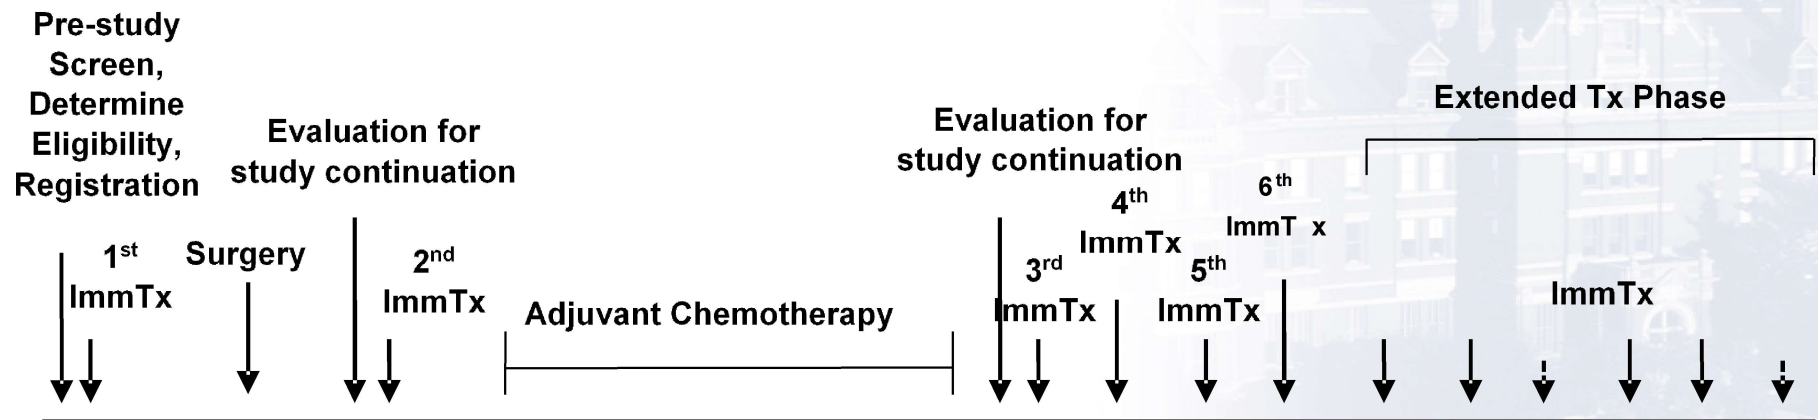 Pre-study
Screen,
Determine
Eligibility,
Registration
1st
ImmTx
Surgery
Evaluation for
study continuation
2nd
ImmTx
Adjuvant Chemotherapy
Evaluation for
study continuation
3rd
ImmTx
4th
ImmTx
5th
ImmTx
6th
ImmT x
Extended Tx Phase
ImmTx